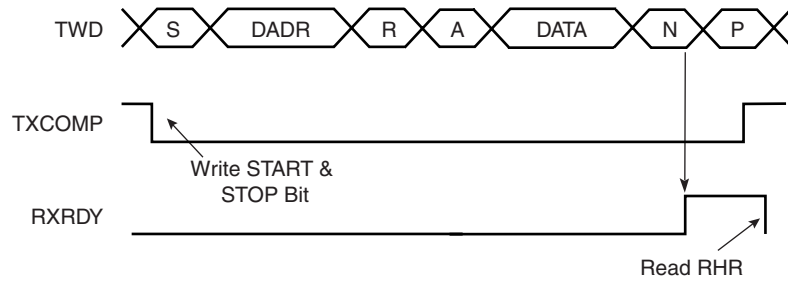 TWD S DADR R A DATA N P
TXCOMP
Write START &
STOP Bit
RXRDY
Read RHR